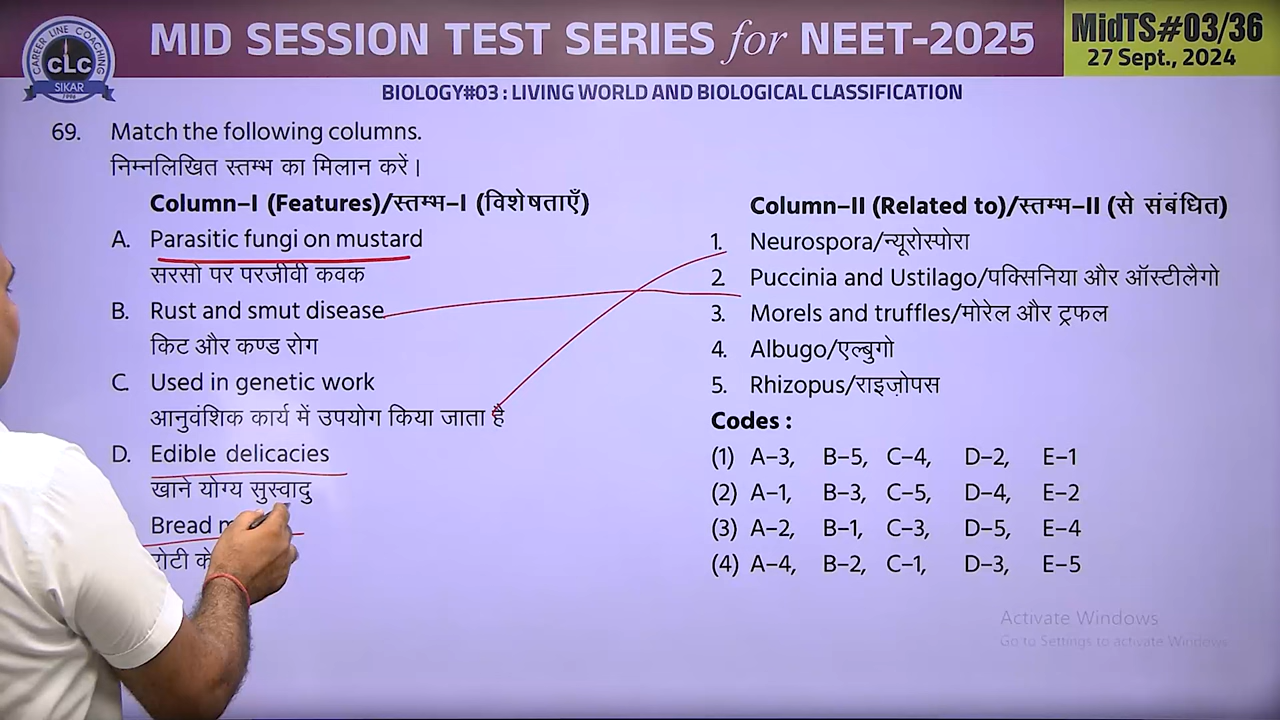 CAREER LINE COACHING
CLC
SIKAR
MID SESSION TEST SERIES for NEET-2025
MidTS#03/36
27 Sept., 2024
BIOLOGY#03 : LIVING WORLD AND BIOLOGICAL CLASSIFICATION
69. Match the following columns.
निम्नलिखित स्तम्भ का मिलान करें।
Column–I (Features)/स्तम्भ–I (विशेषताएँ)
A. Parasitic fungi on mustard
सरसो पर परजीवी कवक
B. Rust and smut disease
किट और कण्ड रोग
C. Used in genetic work
आनुवंशिक कार्य में उपयोग किया जाता है
D. Edible delicacies
खाने योग्य सुस्वादु
Bread
रोटी के
Column–II (Related to)/स्तम्भ–II (से संबंधित)
1. Neurospora/न्यूरोस्पोरा
2. Puccinia and Ustilago/पक्सिनिया और ऑस्टीलैगो
3. Morels and truffles/मोरेल और ट्रफल
4. Albugo/एल्बुगो
5. Rhizopus/राइज़ोपस
Codes :
(1) A–3, B–5, C–4, D–2, E–1
(2) A–1, B–3, C–5, D–4, E–2
(3) A–2, B–1, C–3, D–5, E–4
(4) A–4, B–2, C–1, D–3, E–5
Activate Windows
Go to Settings to activate Windows.